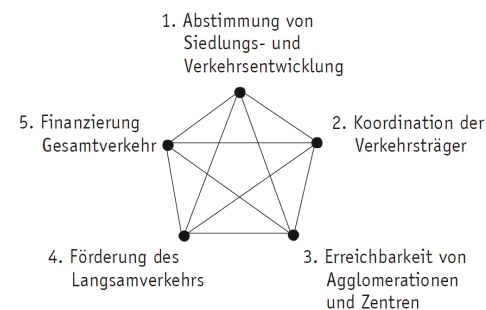 1. Abstimmung von
Siedlungs- und
Verkehrsentwicklung
5. Finanzierung
Gesamtverkehr
2. Koordination der
Verkehrsträger
4. Förderung des
Langsamverkehrs
3. Erreichbarkeit von
Agglomerationen
und Zentren